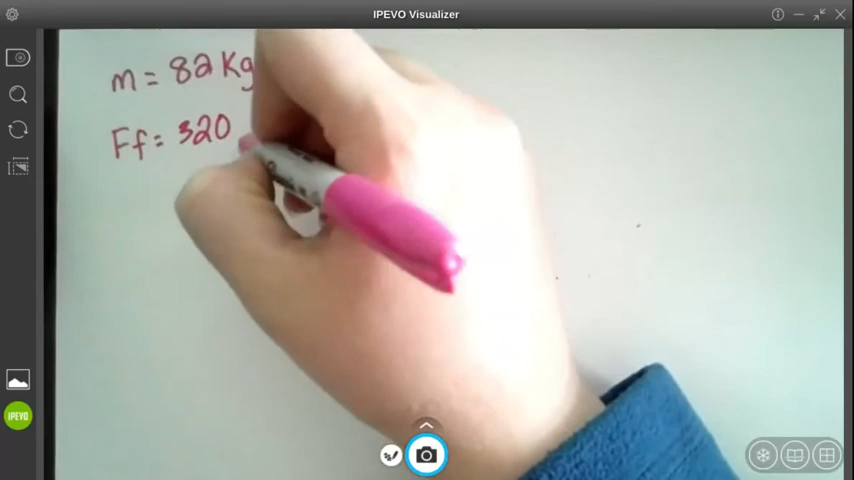 IPEVO Visualizer
m = 82 Kg
Ff = 320
IPEVO